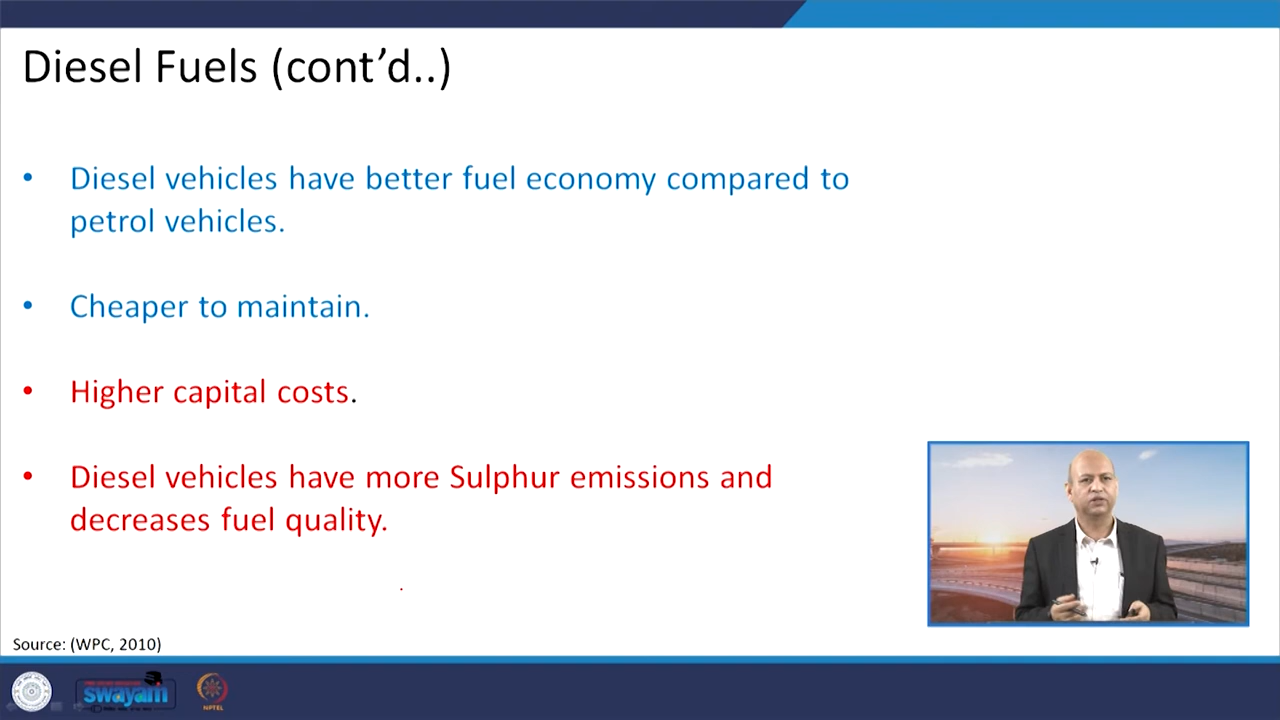 Diesel Fuels (cont’d..)
• Diesel vehicles have better fuel economy compared to
petrol vehicles.
• Cheaper to maintain.
• Higher capital costs.
• Diesel vehicles have more Sulphur emissions and
decreases fuel quality.
Source: (WPC, 2010)
swayam
NPTEL